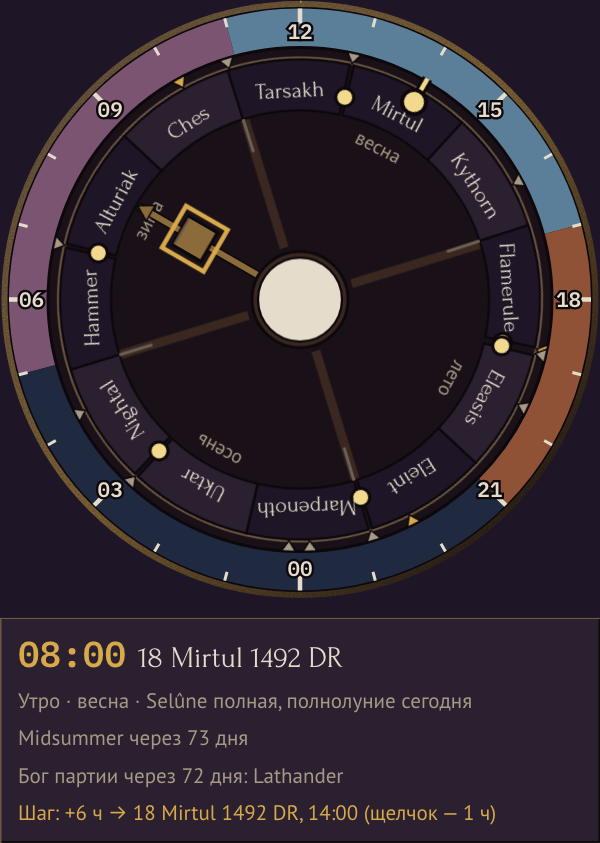 12
15
18
21
00
03
06
09
Tarsakh
Mirtul
Kythorn
Flamerule
Eleasis
Eleint
Marpenoth
Uktar
Nightal
Hammer
Alturiak
Ches
весна
лето
осень
зима
08:00 18 Mirtul 1492 DR
Утро · весна · Selûne полная, полнолуние сегодня
Midsummer через 73 дня
Бог партии через 72 дня: Lathander
Шаг: +6 ч → 18 Mirtul 1492 DR, 14:00 (щелчок — 1 ч)